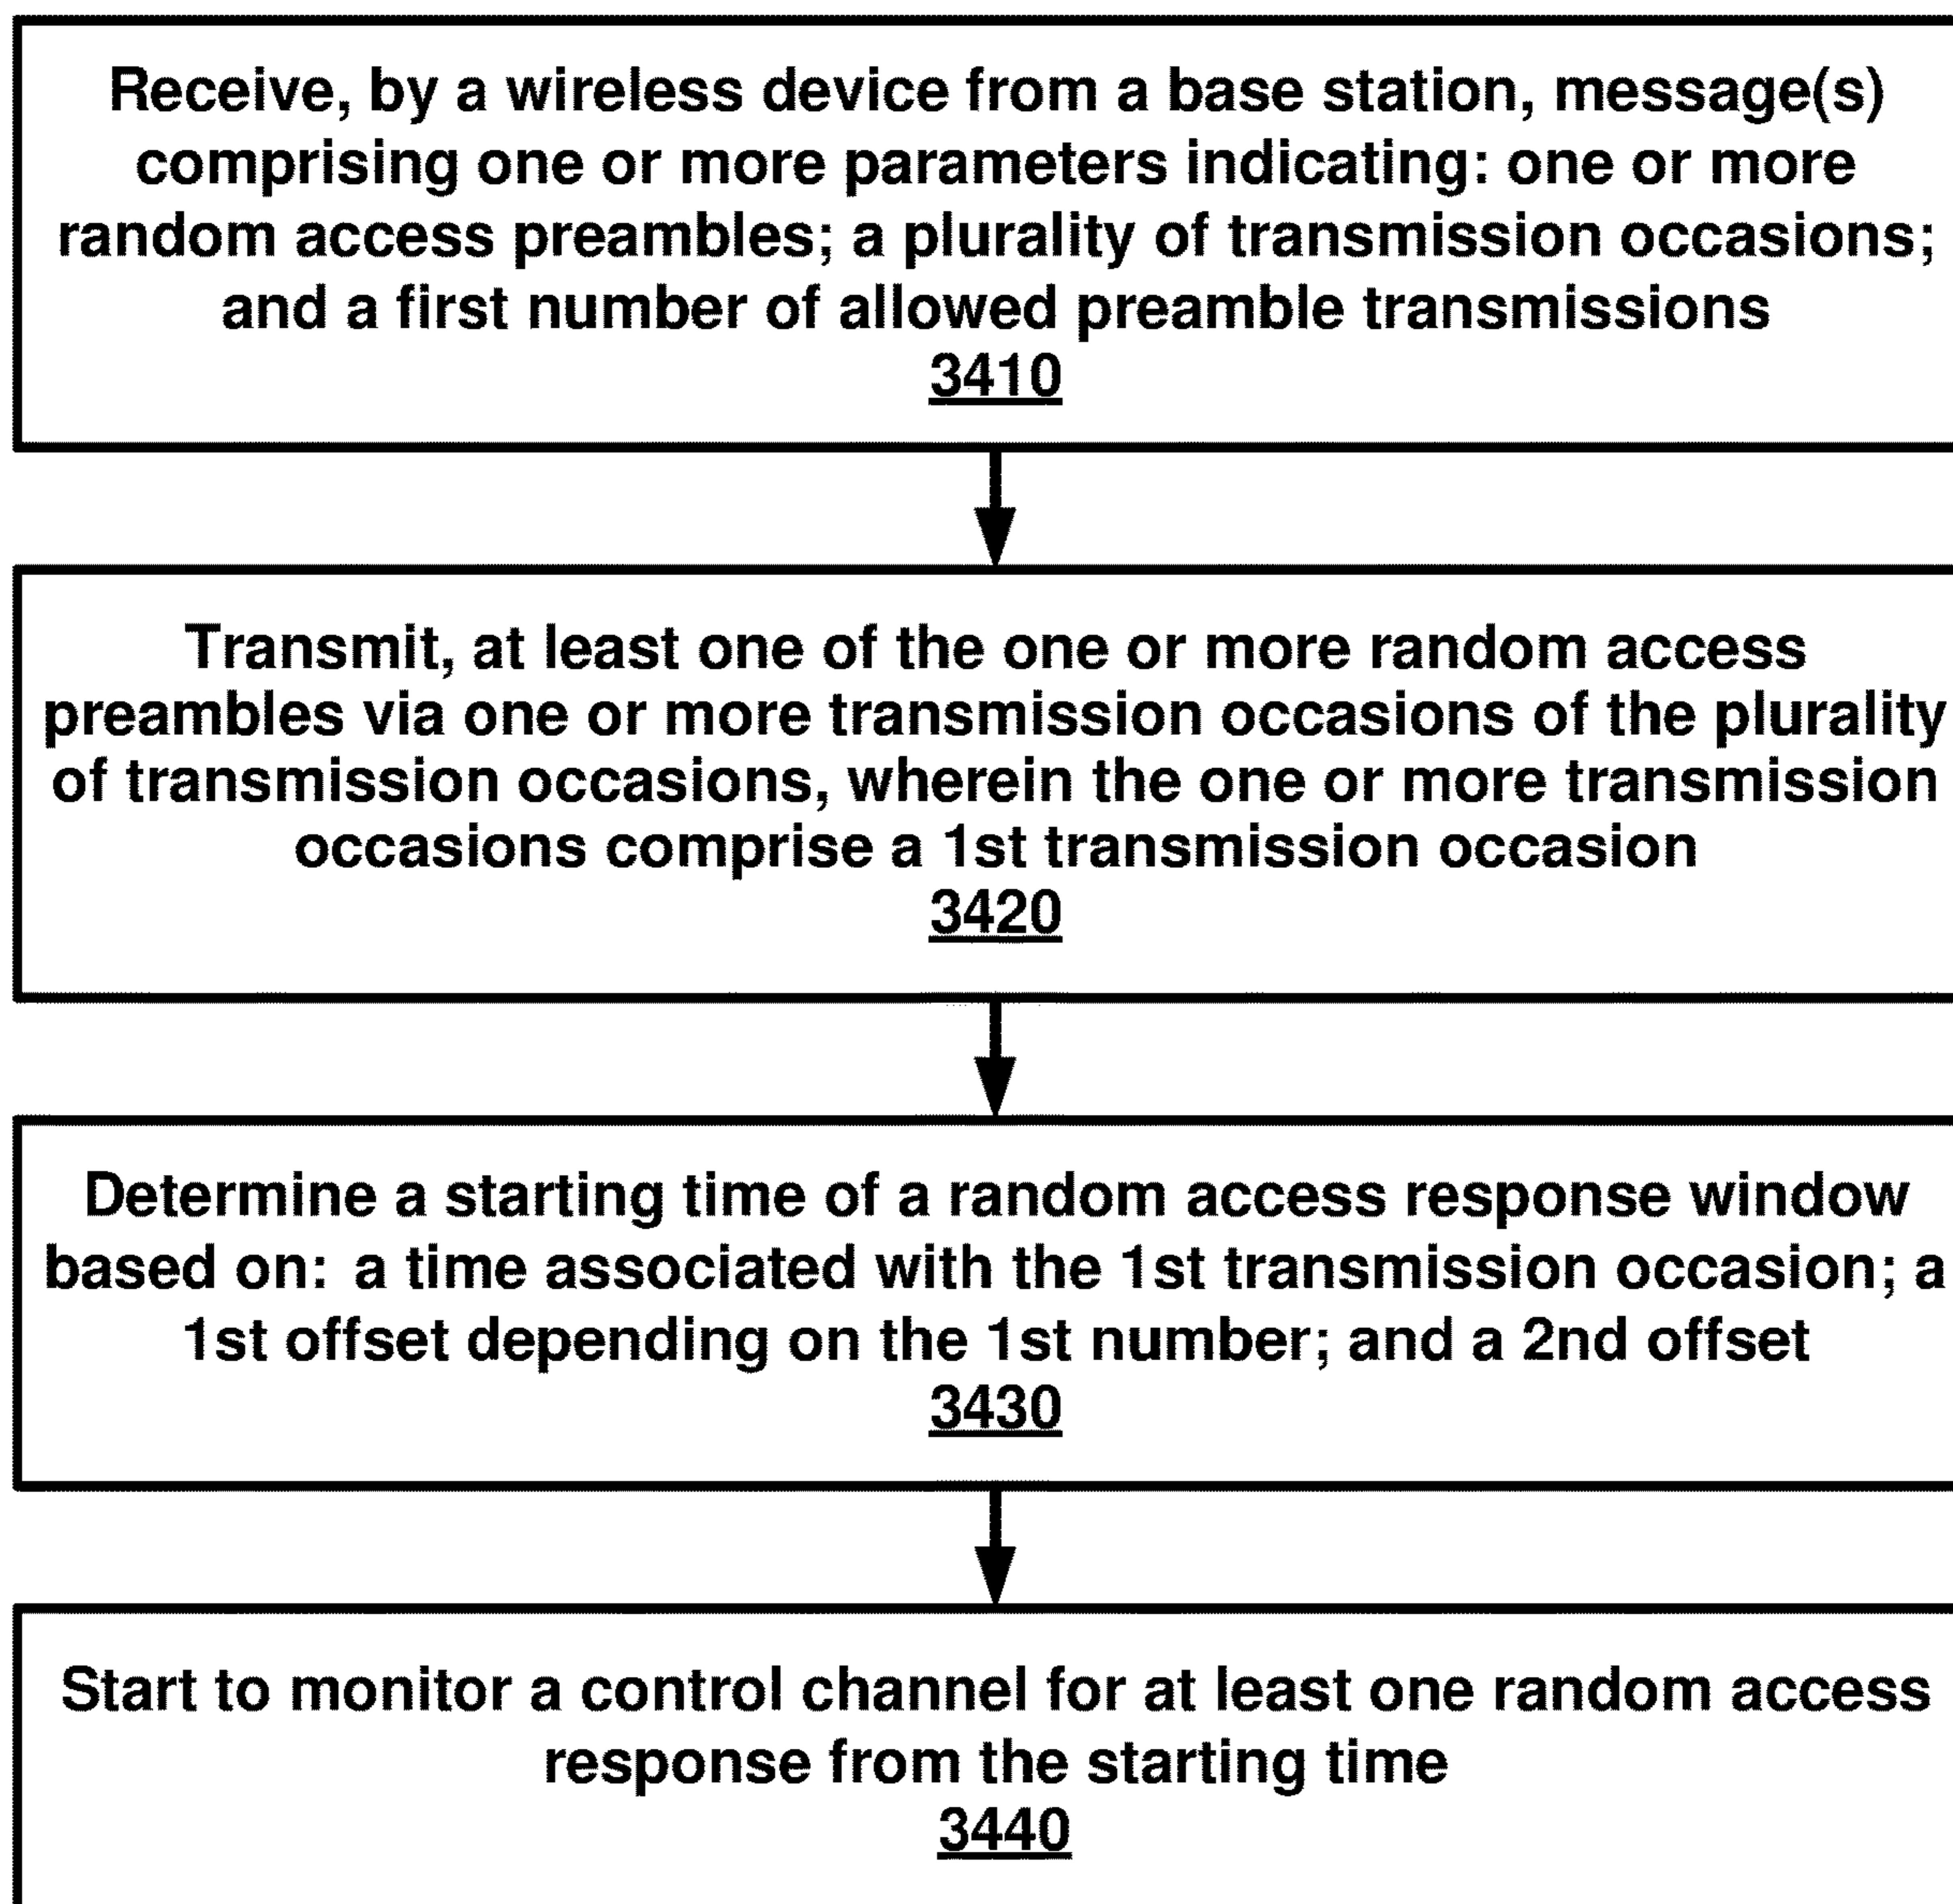 Receive, by a wireless device from a base station, message(s)
comprising one or more parameters indicating: one or more
random access preambles; a plurality of transmission occasions;
and a first number of allowed preamble transmissions
3410
Transmit, at least one of the one or more random access
preambles via one or more transmission occasions of the plurality
of transmission occasions, wherein the one or more transmission
occasions comprise a 1st transmission occasion
3420
Determine a starting time of a random access response window
based on: a time associated with the 1st transmission occasion; a
1st offset depending on the 1st number; and a 2nd offset
3430
Start to monitor a control channel for at least one random access
response from the starting time
3440